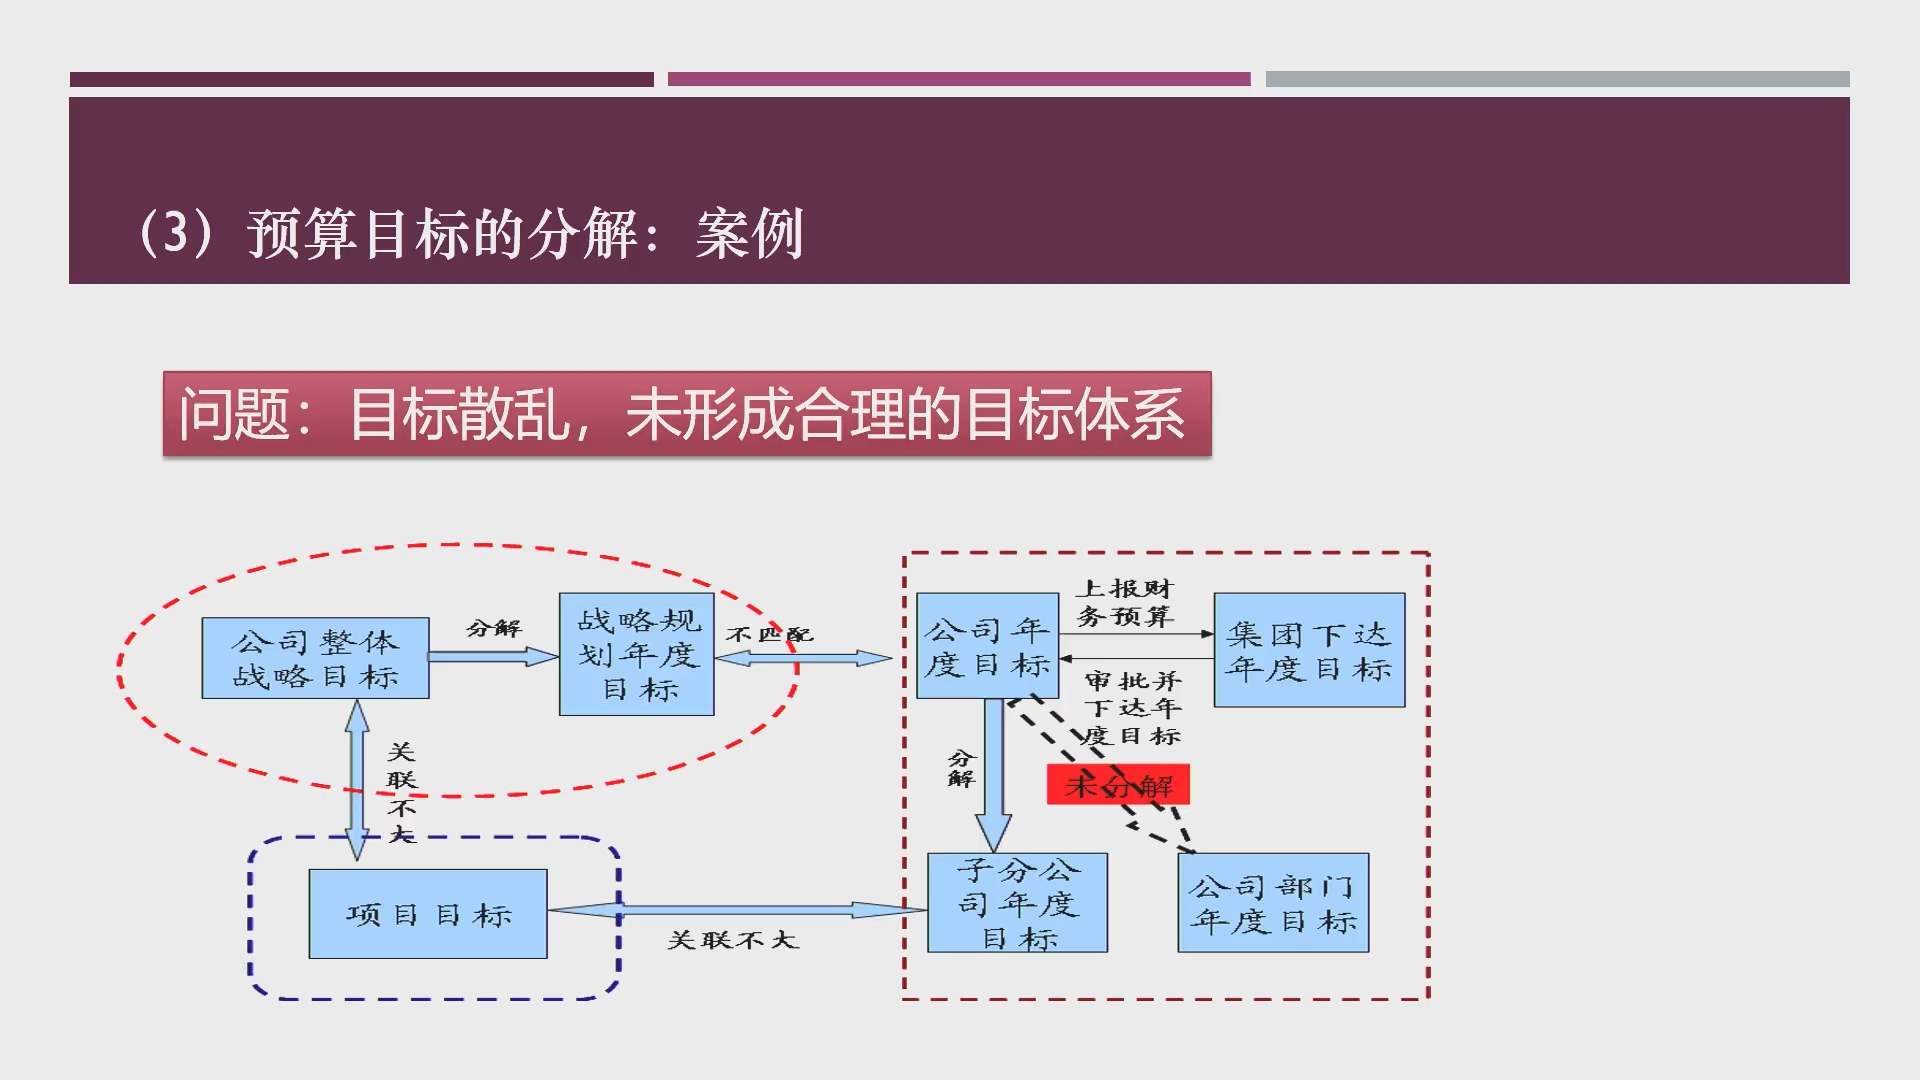 （3）预算目标的分解：案例
问题：目标散乱，未形成合理的目标体系
公司整体
战略目标
分解
战略规
划年度
目标
不匹配
公司年
度目标
上报财
务预算
审批并
下达年
度目标
集团下达
年度目标
关
联
不
大
分
解
未分解
项目目标
关联不大
子分公
司年度
目标
公司部门
年度目标